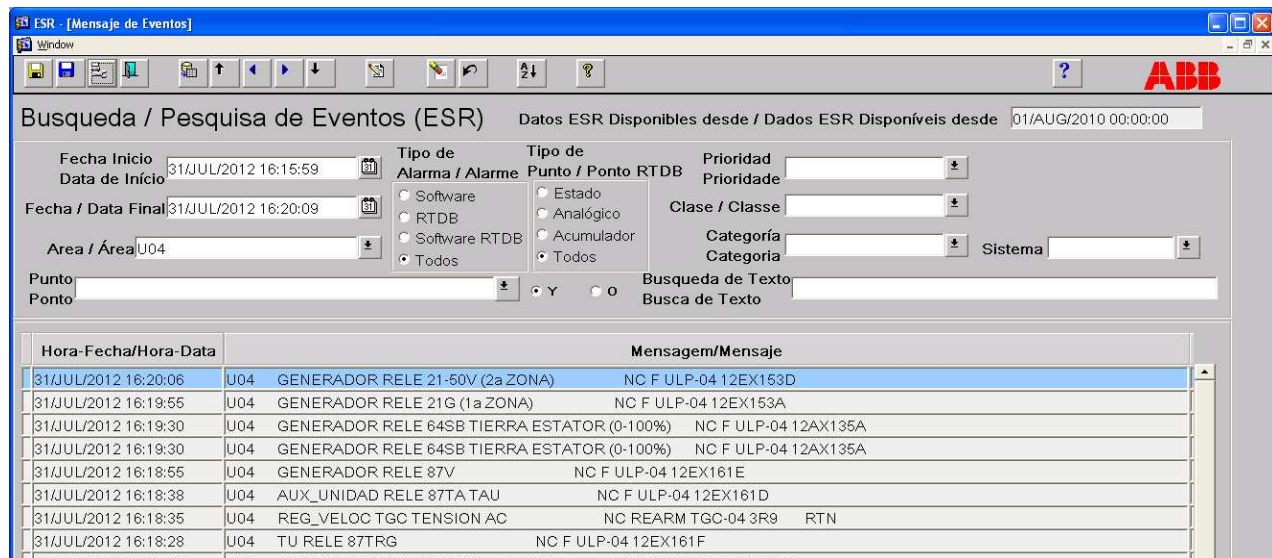 ESR - [Mensaje de Eventos]
Window
ABB
Busqueda / Pesquisa de Eventos (ESR) Datos ESR Disponibles desde / Dados ESR Disponíveis desde 01/AUG/2010 00:00:00
Fecha Inicio
Data de Início 31/JUL/2012 16:15:59
Fecha / Data Final 31/JUL/2012 16:20:09
Area / Área U04
Tipo de
Alarma / Alarme
Software
RTDB
Software RTDB
Todos
Tipo de
Punto / Ponto RTDB
Estado
Analógico
Acumulador
Todos
Prioridad
Prioridade
Clase / Classe
Categoría
Categoria
Sistema
Punto
Ponto
Y O
Busqueda de Texto
Busca de Texto
Hora-Fecha/Hora-Data Mensagem/Mensaje
31/JUL/2012 16:20:06 U04 GENERADOR RELE 21-50V (2a ZONA) NC F ULP-04 12EX153D
31/JUL/2012 16:19:55 U04 GENERADOR RELE 21G (1a ZONA) NC F ULP-04 12EX153A
31/JUL/2012 16:19:30 U04 GENERADOR RELE 64SB TIERRA ESTATOR (0-100%) NC F ULP-04 12AX135A
31/JUL/2012 16:19:30 U04 GENERADOR RELE 64SB TIERRA ESTATOR (0-100%) NC F ULP-04 12AX135A
31/JUL/2012 16:18:55 U04 GENERADOR RELE 87V NC F ULP-04 12EX161E
31/JUL/2012 16:18:38 U04 AUX_UNIDAD RELE 87TA TAU NC F ULP-04 12EX161D
31/JUL/2012 16:18:35 U04 REG_VELOC TGC TENSION AC NC REARM TGC-04 3R9 RTN
31/JUL/2012 16:18:28 U04 TU RELE 87TRG NC F ULP-04 12EX161F